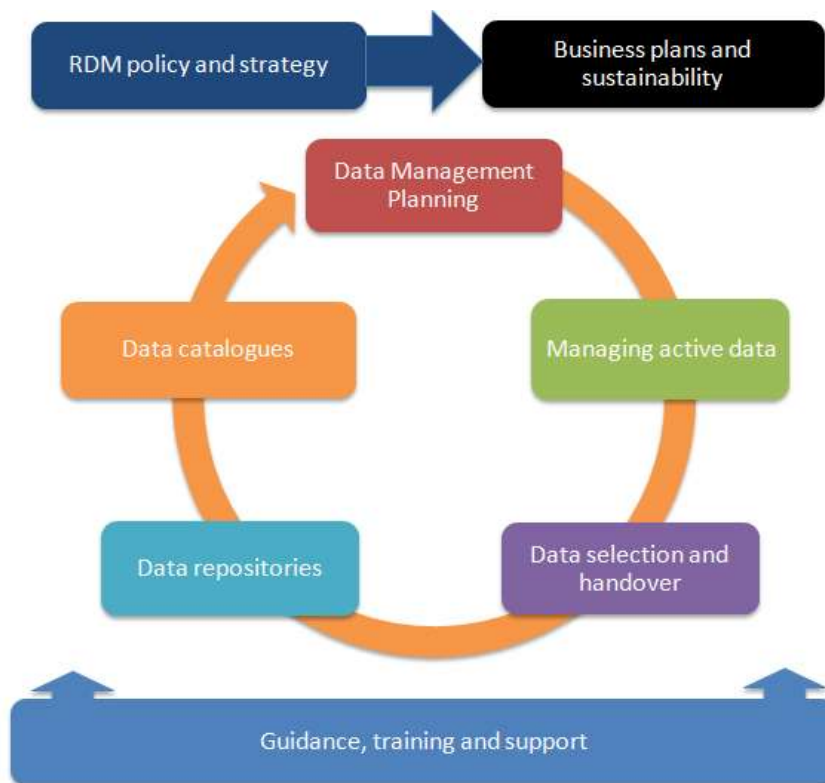 RDM policy and strategy
Business plans and
sustainability
Data Management
Planning
Data catalogues
Managing active data
Data repositories
Data selection and
handover
Guidance, training and support